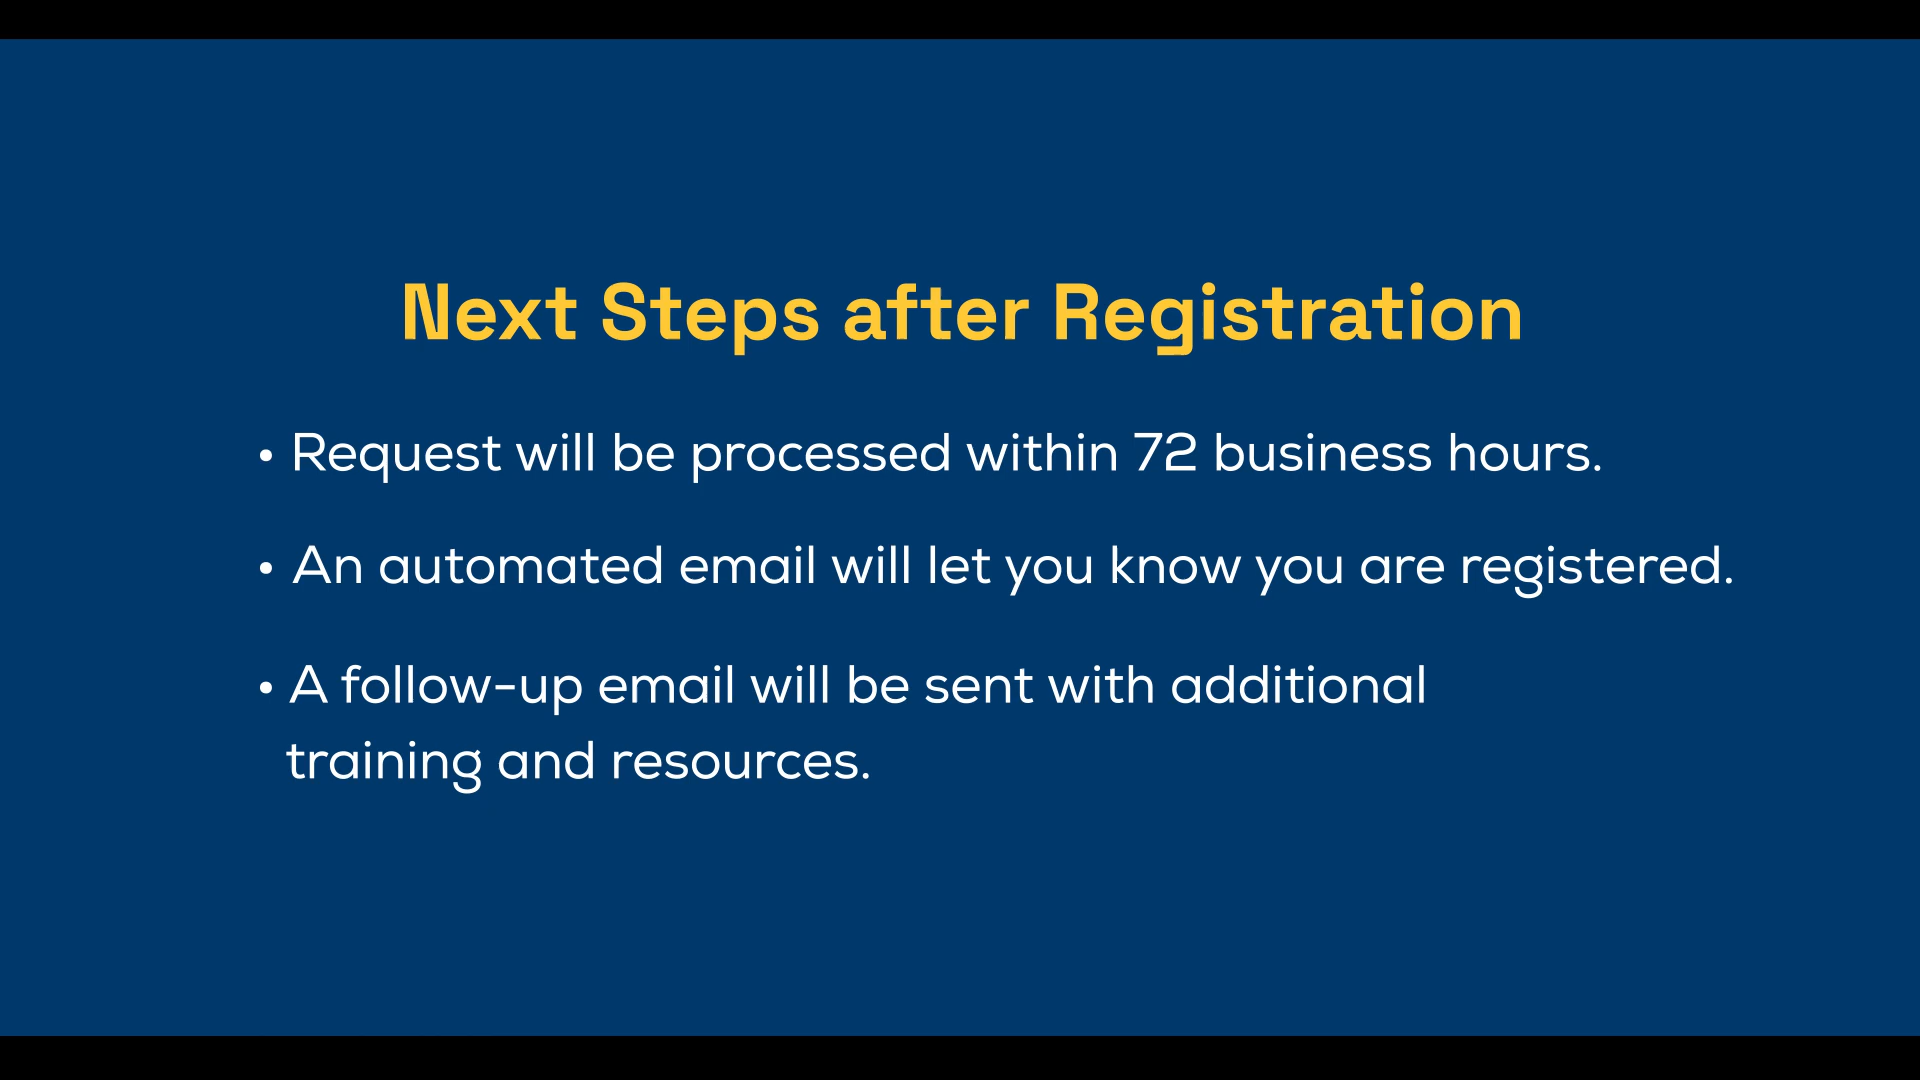 Next Steps after Registration
• Request will be processed within 72 business hours.
• An automated email will let you know you are registered.
• A follow-up email will be sent with additional
training and resources.